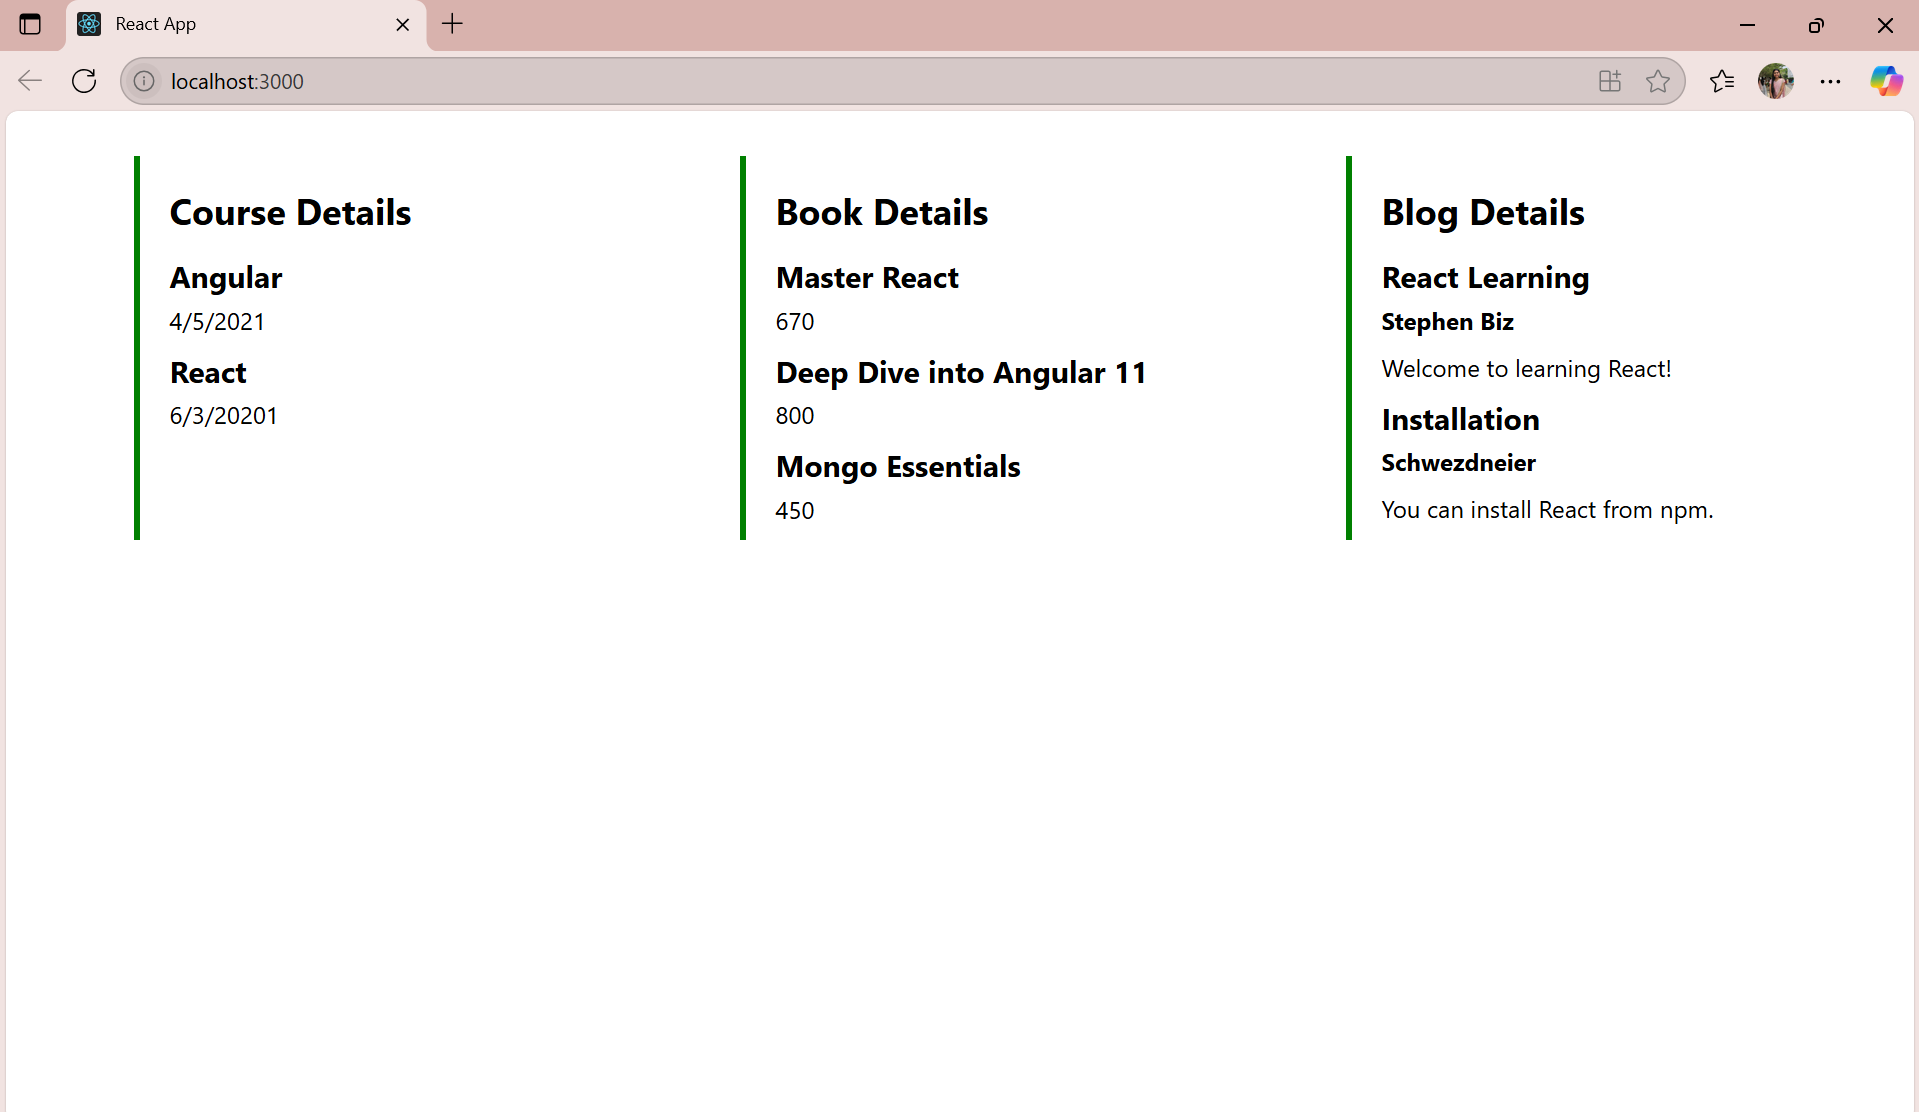 React App
localhost:3000
Course Details
Angular
4/5/2021
React
6/3/20201
Book Details
Master React
670
Deep Dive into Angular 11
800
Mongo Essentials
450
Blog Details
React Learning
Stephen Biz
Welcome to learning React!
Installation
Schwezdneier
You can install React from npm.